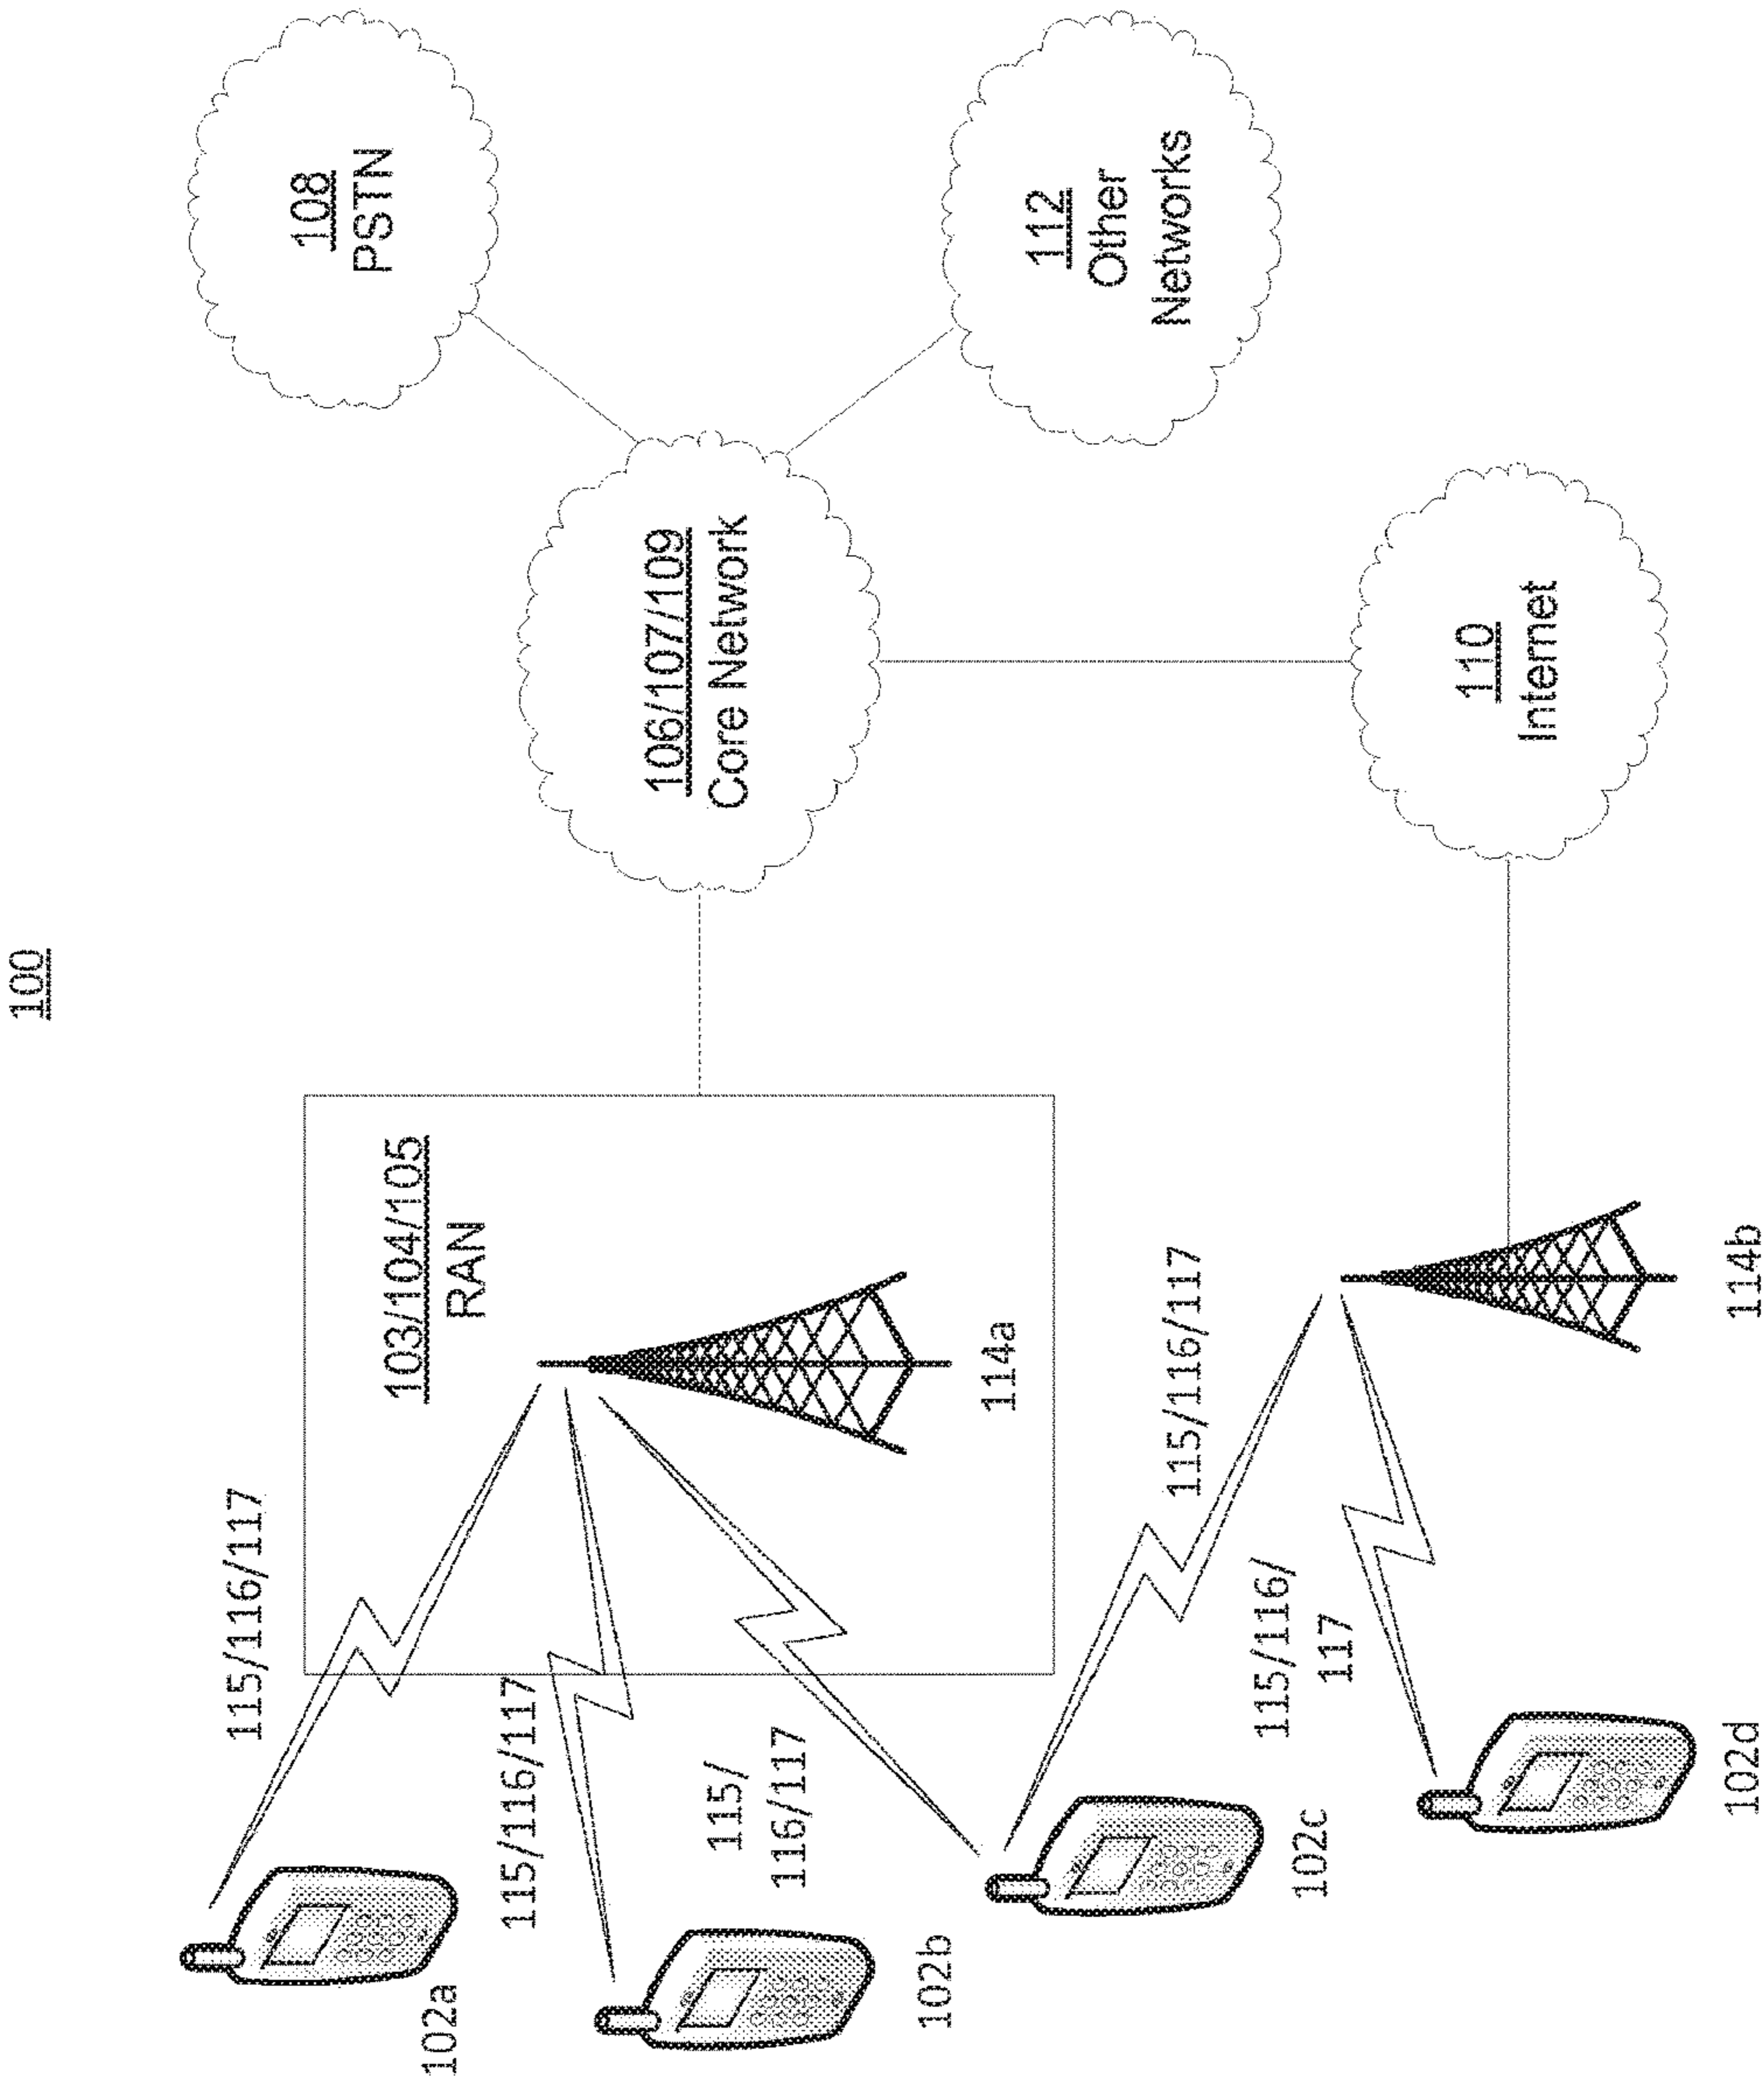 100
102a
115/116/117
103/104/105
RAN
114a
115/116/117
102b
115/
116/117
102c
115/116/117
115/116/
117
102d
114b
106/107/109
Core Network
108
PSTN
112
Other
Networks
110
Internet